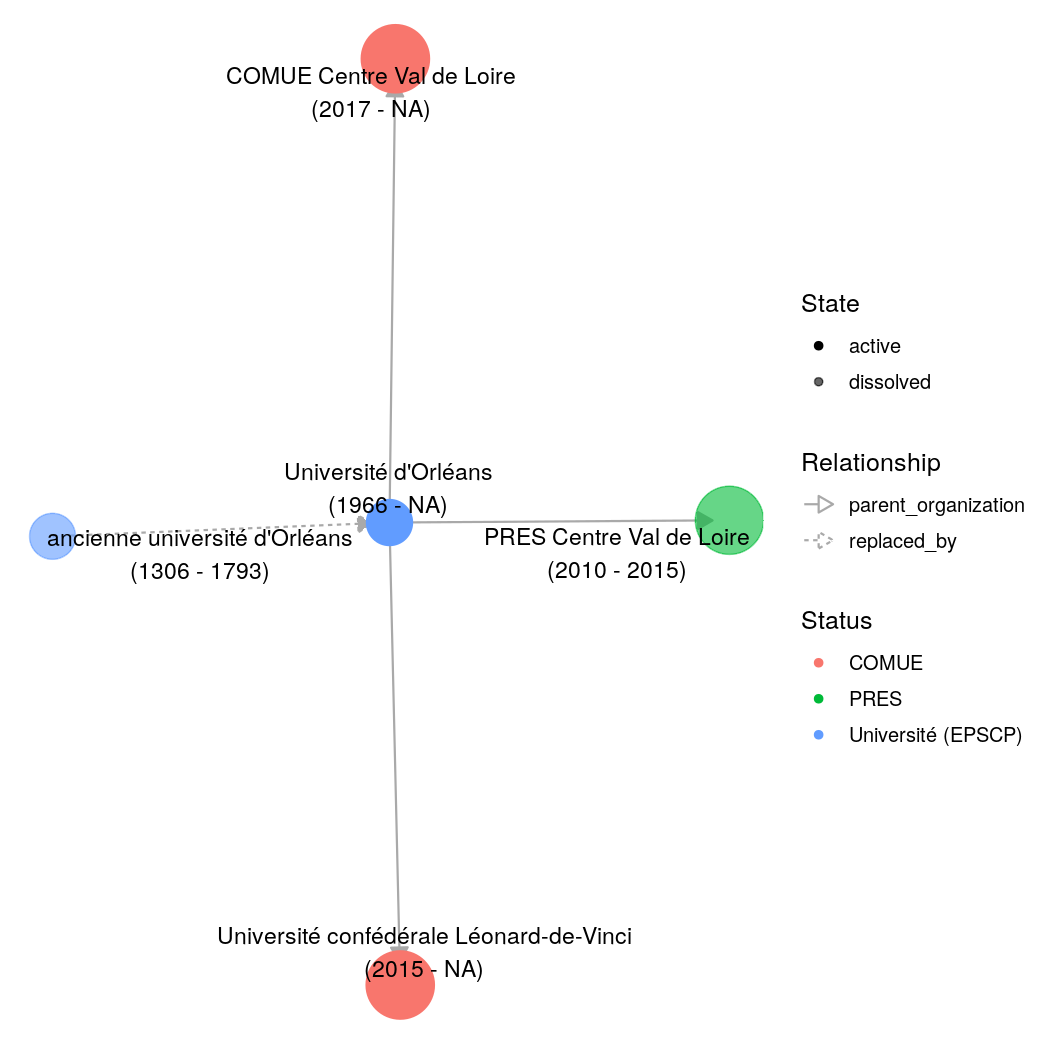 COMUE Centre Val de Loire
(2017 - NA)
Université d'Orléans
(1966 - NA)
ancienne université d'Orléans
(1306 - 1793)
PRES Centre Val de Loire
(2010 - 2015)
Université confédérale Léonard-de-Vinci
(2015 - NA)
State
active
dissolved
Relationship
parent_organization
replaced_by
Status
COMUE
PRES
Université (EPSCP)